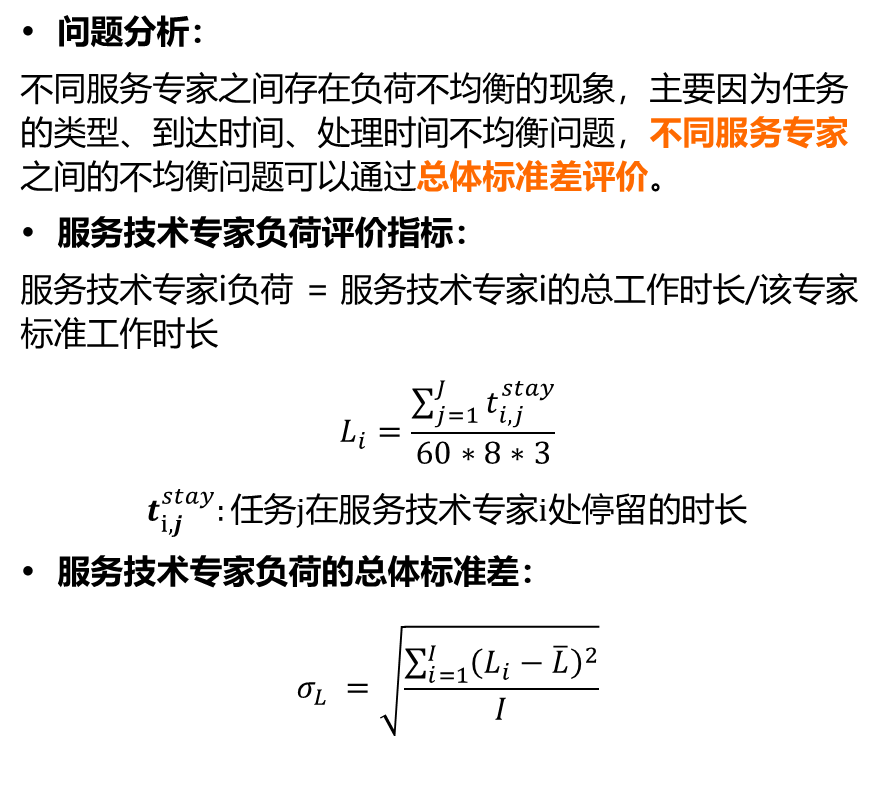 • 问题分析：
不同服务专家之间存在负荷不均衡的现象，主要因为任务
的类型、到达时间、处理时间不均衡问题，不同服务专家
之间的不均衡问题可以通过总体标准差评价。
• 服务技术专家负荷评价指标：
服务技术专家i负荷 = 服务技术专家i的总工作时长/该专家
标准工作时长
$L_i = \frac{\sum_{j=1}^{J} t_{i,j}^{stay}}{60 * 8 * 3}$
$t_{i,j}^{stay}$：任务j在服务技术专家i处停留的时长
• 服务技术专家负荷的总体标准差：
$\sigma_L = \sqrt{\frac{\sum_{i=1}^{I} (L_i - \bar{L})^2}{I}}$